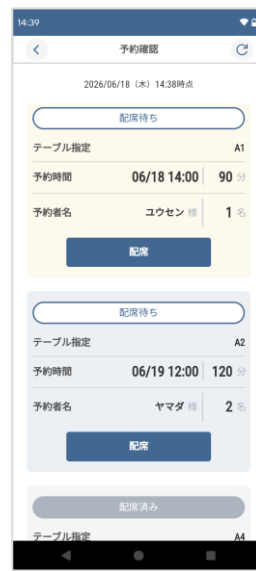 14:39
予約確認
2026/06/18（木）14:38時点
配席待ち
テーブル指定 A1
予約時間 06/18 14:00 90 分
予約者名 ユウセン 様 1 名
配席
配席待ち
テーブル指定 A2
予約時間 06/19 12:00 120 分
予約者名 ヤマダ 様 2 名
配席
配席済み
テーブル指定 A4